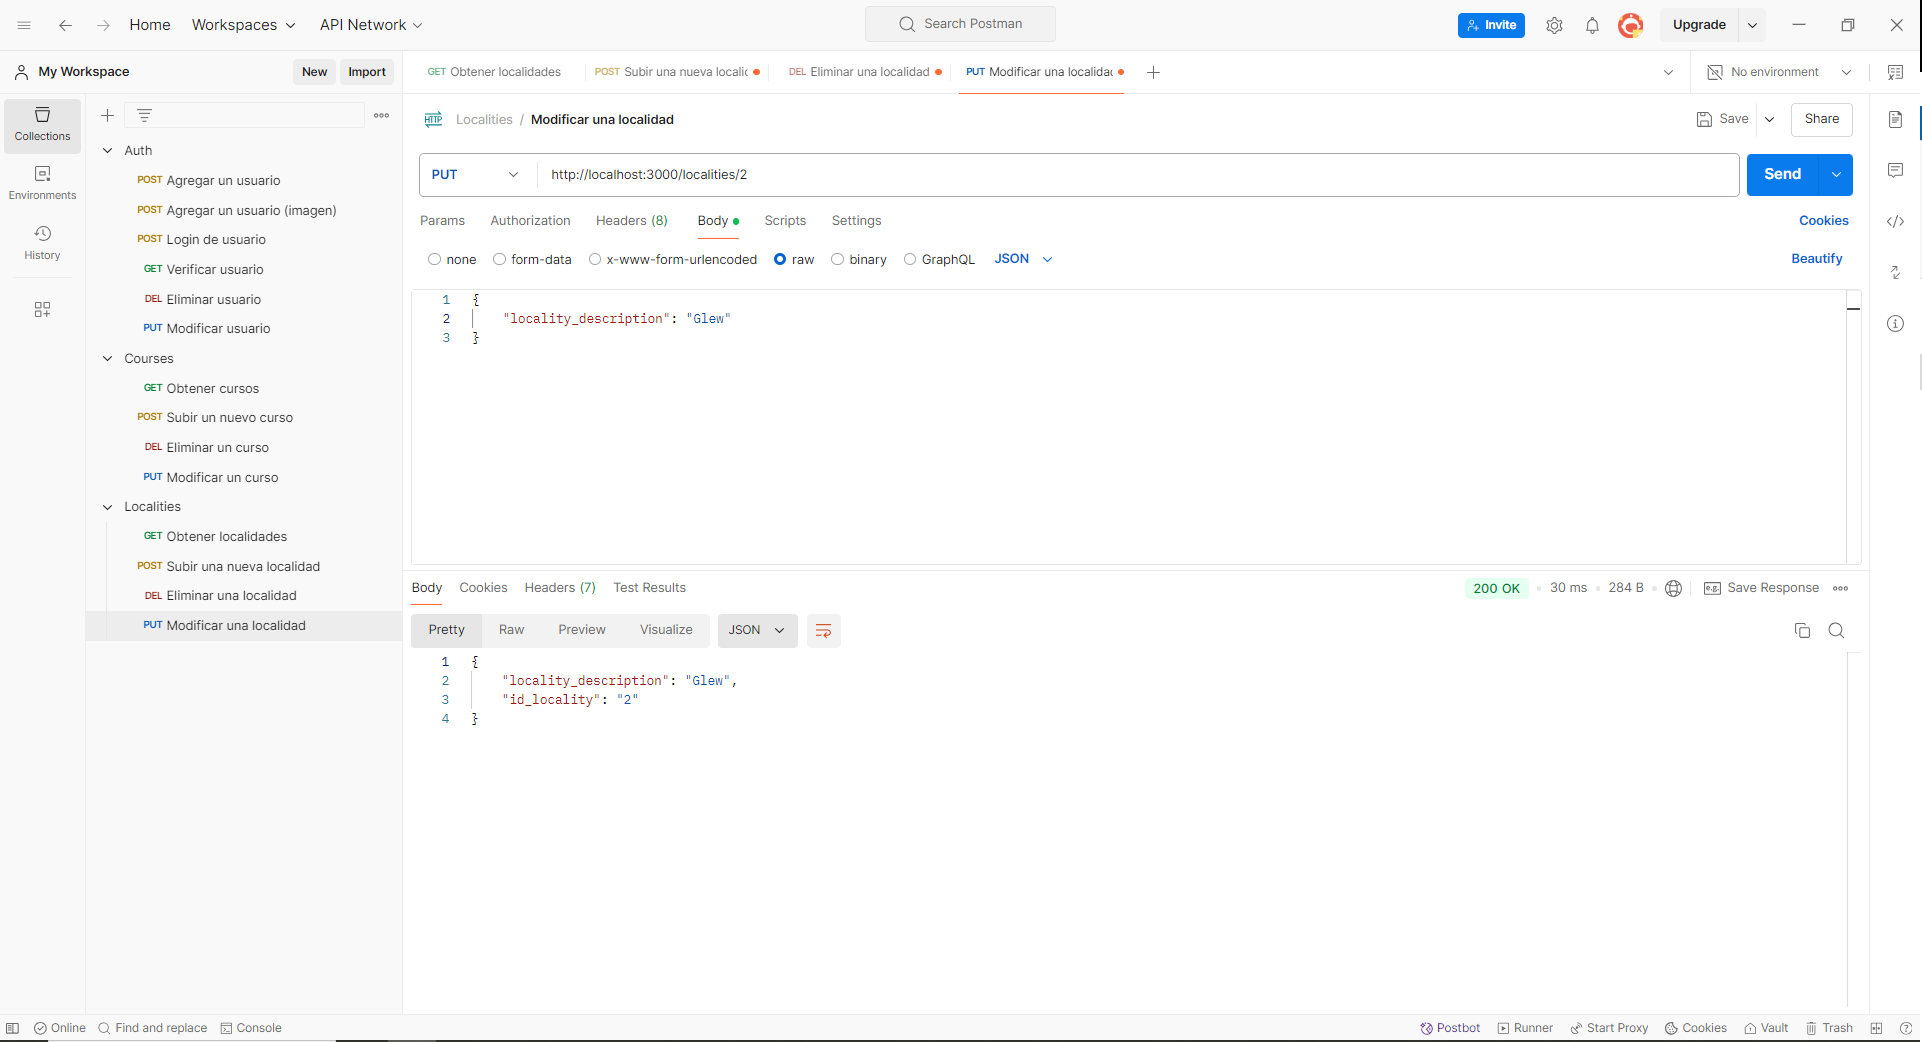 Home Workspaces API Network Search Postman Invite Upgrade
My Workspace New Import
GET Obtener localidades POST Subir una nueva localic DEL Eliminar una localidad PUT Modificar una localidac No environment
Collections
Environments
History
Auth
POST Agregar un usuario
POST Agregar un usuario (imagen)
POST Login de usuario
GET Verificar usuario
DEL Eliminar usuario
PUT Modificar usuario
Courses
GET Obtener cursos
POST Subir un nuevo curso
DEL Eliminar un curso
PUT Modificar un curso
Localities
GET Obtener localidades
POST Subir una nueva localidad
DEL Eliminar una localidad
PUT Modificar una localidad
HTTP Localities / Modificar una localidad Save Share
PUT http://localhost:3000/localities/2 Send
Params Authorization Headers (8) Body Scripts Settings Cookies
none form-data x-www-form-urlencoded raw binary GraphQL JSON Beautify
1 {
2 "locality_description": "Glew"
3 }
Body Cookies Headers (7) Test Results 200 OK 30 ms 284 B e.g. Save Response
Pretty Raw Preview Visualize JSON
1 {
2 "locality_description": "Glew",
3 "id_locality": "2"
4 }
Online Find and replace Console Postbot Runner Start Proxy Cookies Vault Trash